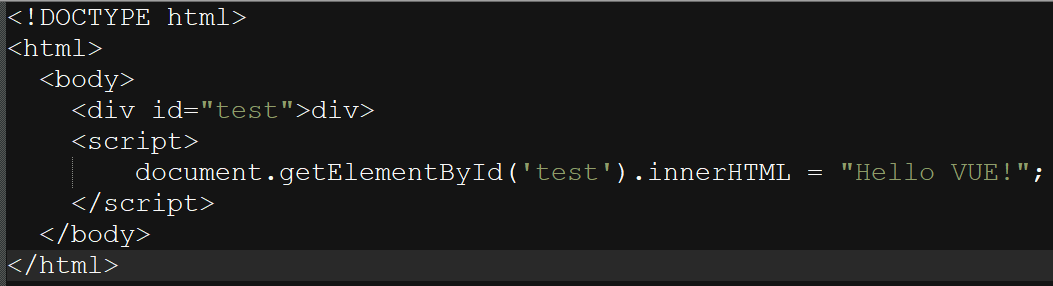 <!DOCTYPE html>
<html>
<body>
<div id="test">div>
<script>
document.getElementById('test').innerHTML = "Hello VUE!";
</script>
</body>
</html>